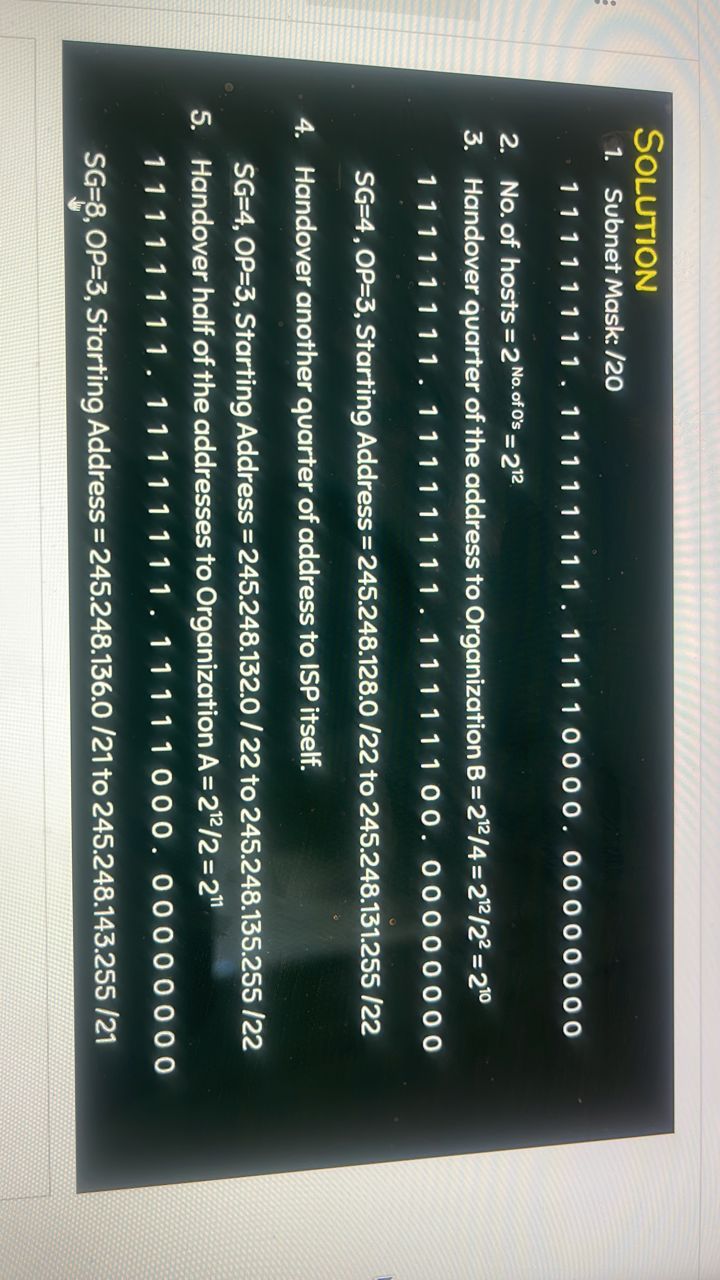 SOLUTION
1. Subnet Mask: /20
1 1 1 1 1 1 1 1 . 1 1 1 1 1 1 1 1 . 1 1 1 1 0 0 0 0 . 0 0 0 0 0 0 0 0
2. No. of hosts = 2^No. of 0's = 2^12
3. Handover quarter of the address to Organization B = 2^12/4 = 2^12/2^2 = 2^10
1 1 1 1 1 1 1 1 . 1 1 1 1 1 1 1 1 . 1 1 1 1 1 1 0 0 . 0 0 0 0 0 0 0 0
SG=4, OP=3, Starting Address = 245.248.128.0 /22 to 245.248.131.255 /22
4. Handover another quarter of address to ISP itself.
SG=4, OP=3, Starting Address = 245.248.132.0 / 22 to 245.248.135.255 /22
5. Handover half of the addresses to Organization A = 2^12/2 = 2^11
1 1 1 1 1 1 1 1 . 1 1 1 1 1 1 1 1 . 1 1 1 1 1 0 0 0 . 0 0 0 0 0 0 0 0
SG=8, OP=3, Starting Address = 245.248.136.0 /21 to 245.248.143.255 /21